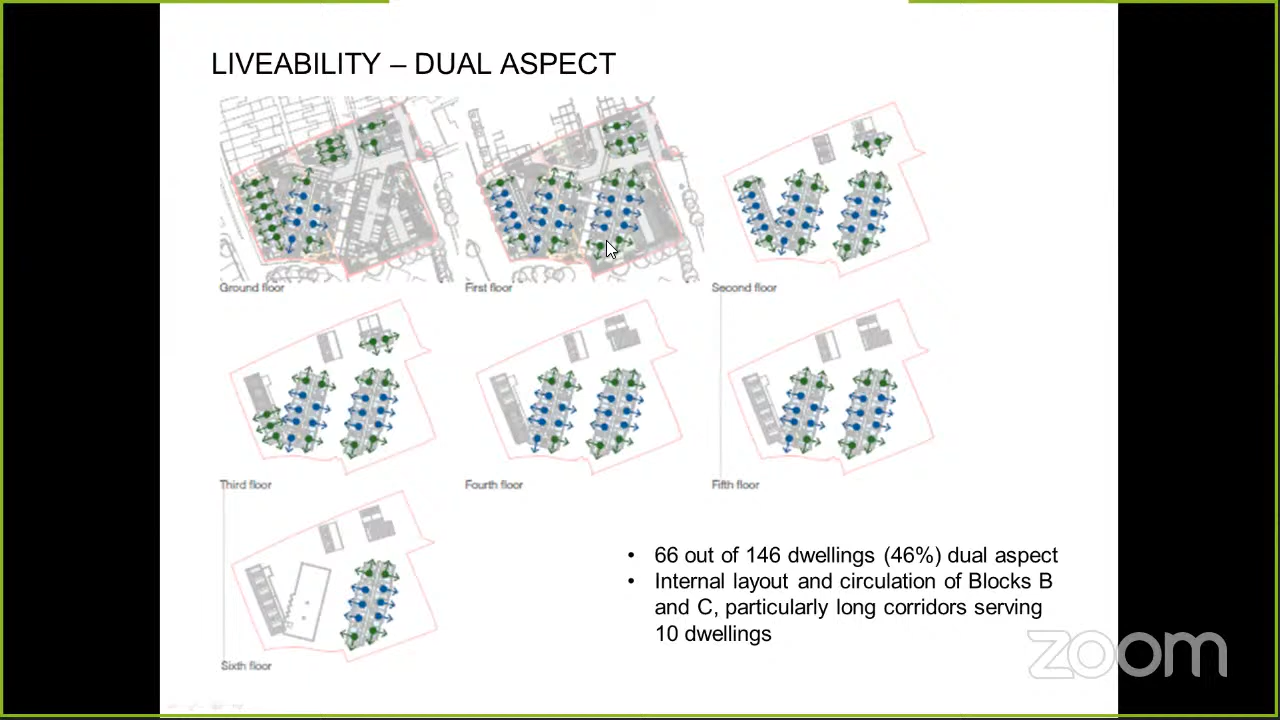 LIVEABILITY – DUAL ASPECT
Ground floor
First floor
Second floor
Third floor
Fourth floor
Fifth floor
Sixth floor
• 66 out of 146 dwellings (46%) dual aspect
• Internal layout and circulation of Blocks B
and C, particularly long corridors serving
10 dwellings
zoom